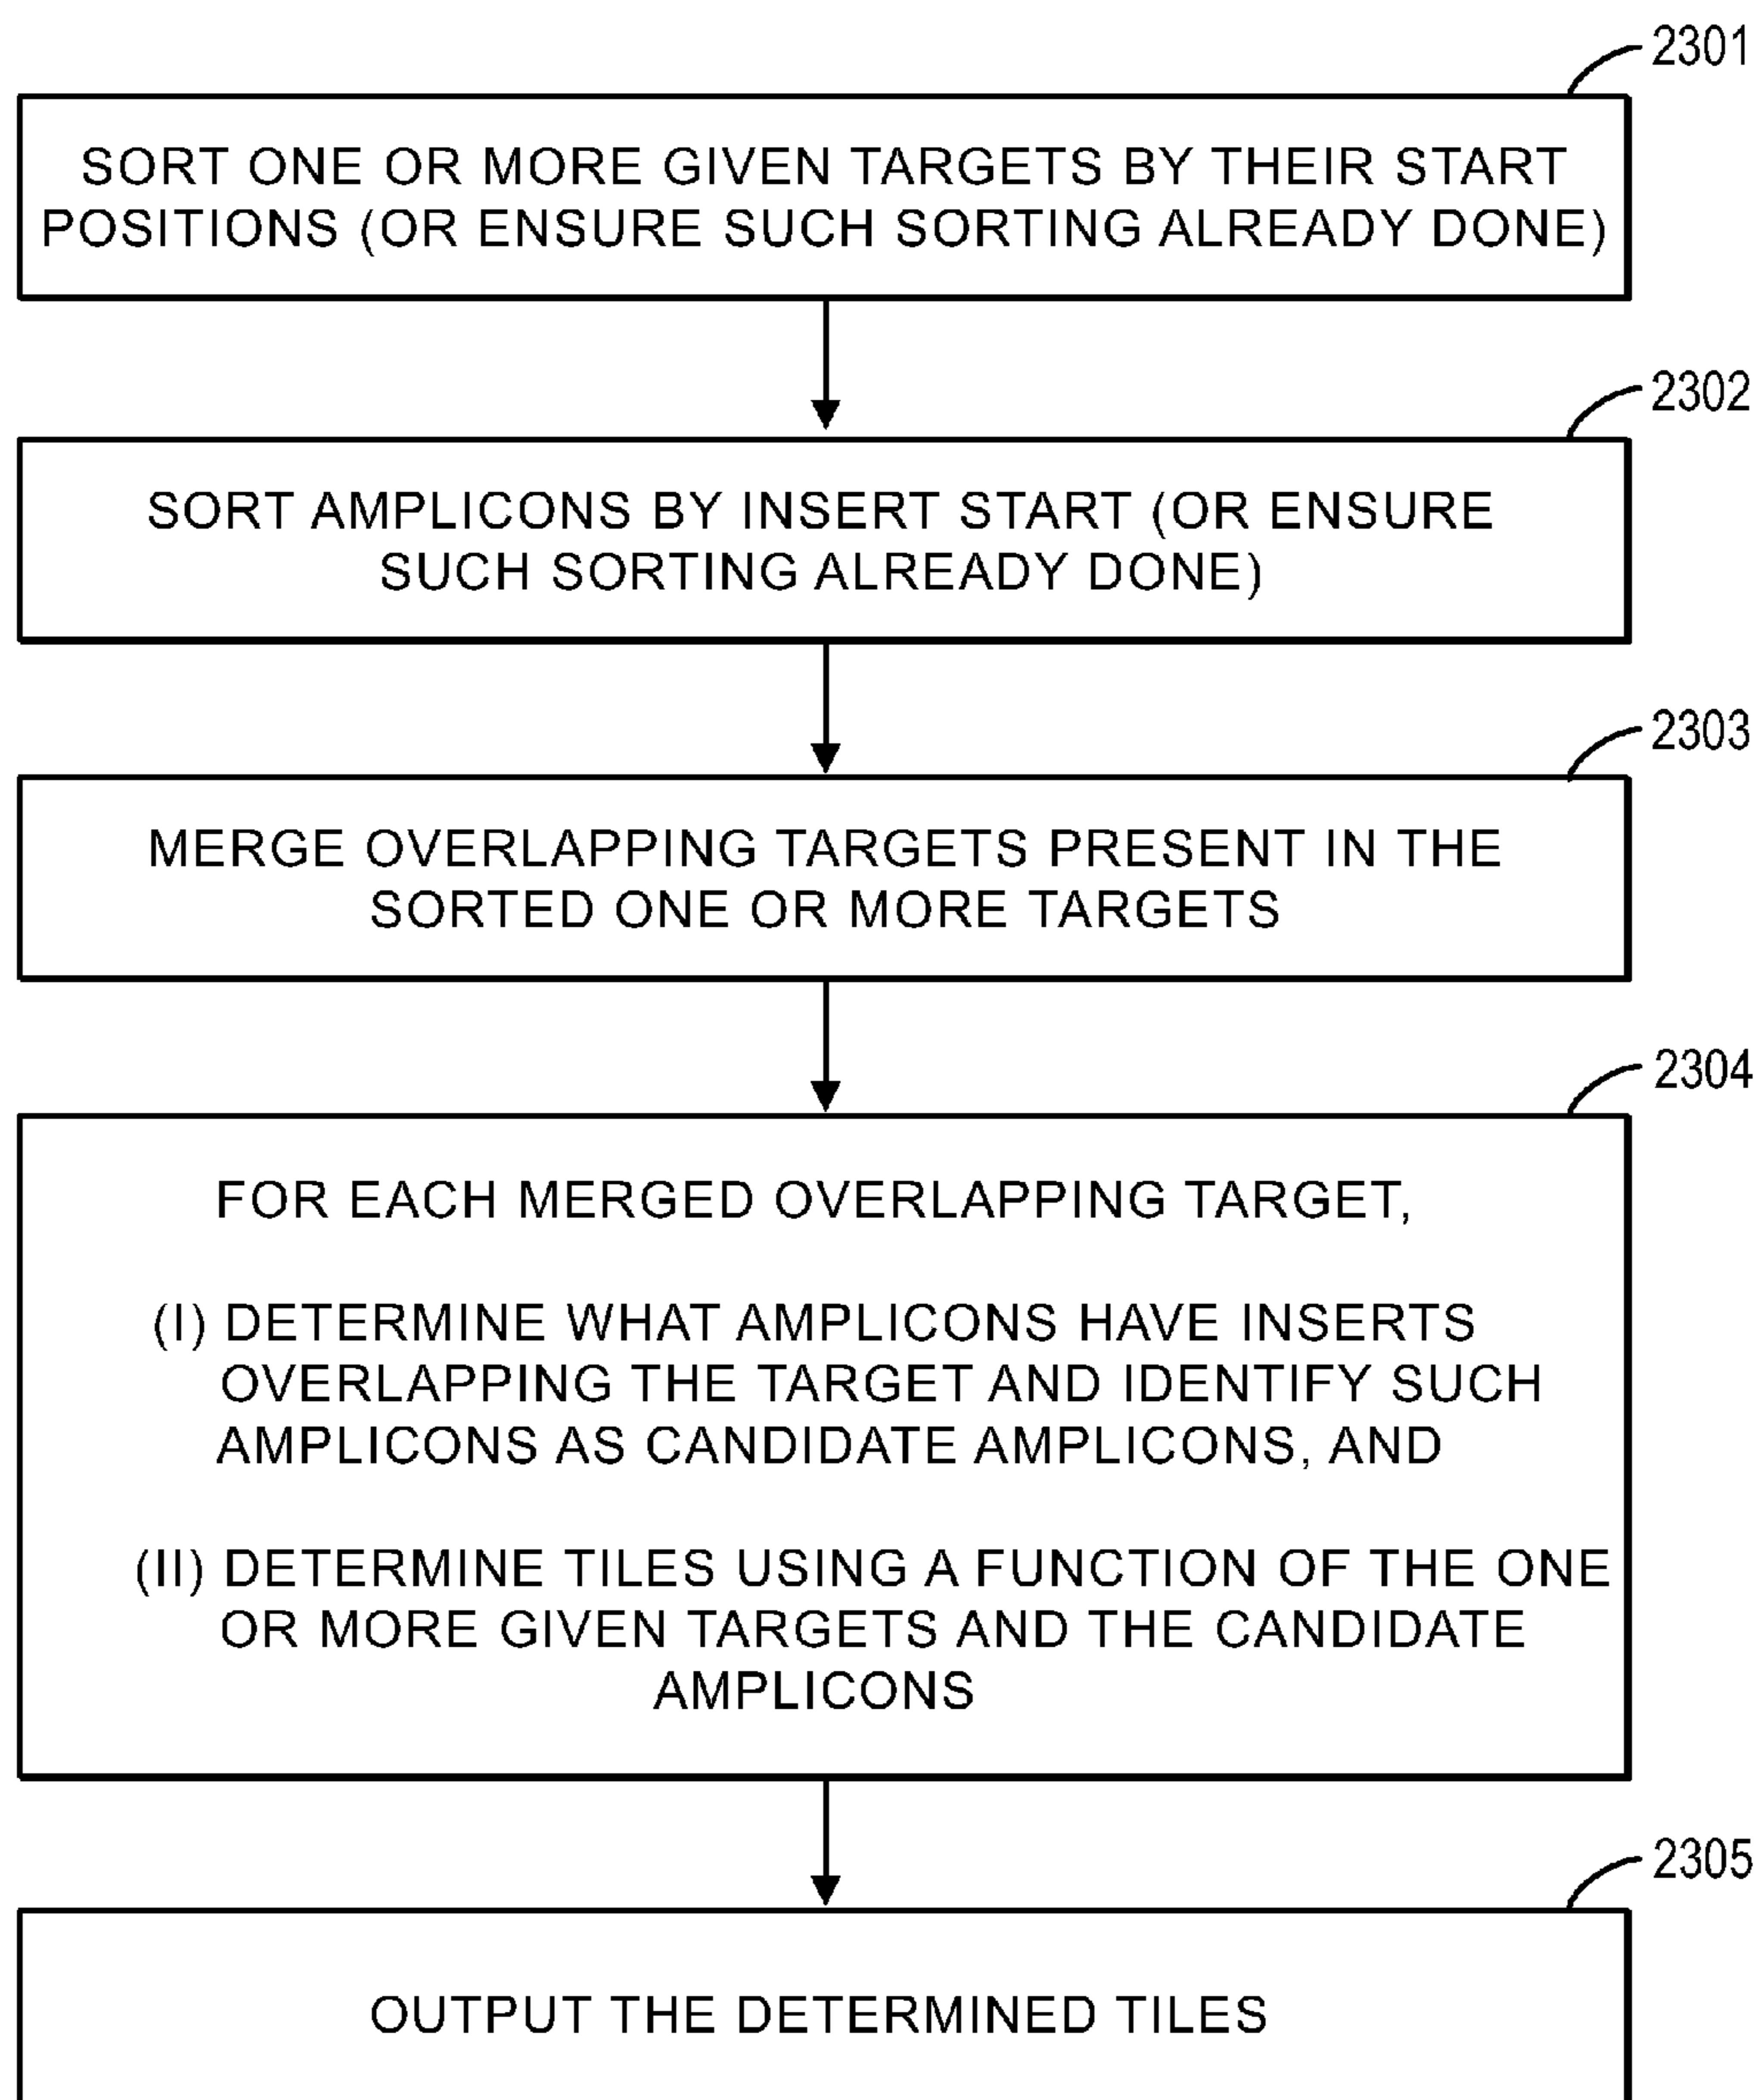 2301
SORT ONE OR MORE GIVEN TARGETS BY THEIR START
POSITIONS (OR ENSURE SUCH SORTING ALREADY DONE)
2302
SORT AMPLICONS BY INSERT START (OR ENSURE
SUCH SORTING ALREADY DONE)
2303
MERGE OVERLAPPING TARGETS PRESENT IN THE
SORTED ONE OR MORE TARGETS
2304
FOR EACH MERGED OVERLAPPING TARGET,
(I) DETERMINE WHAT AMPLICONS HAVE INSERTS
OVERLAPPING THE TARGET AND IDENTIFY SUCH
AMPLICONS AS CANDIDATE AMPLICONS, AND
(II) DETERMINE TILES USING A FUNCTION OF THE ONE
OR MORE GIVEN TARGETS AND THE CANDIDATE
AMPLICONS
2305
OUTPUT THE DETERMINED TILES